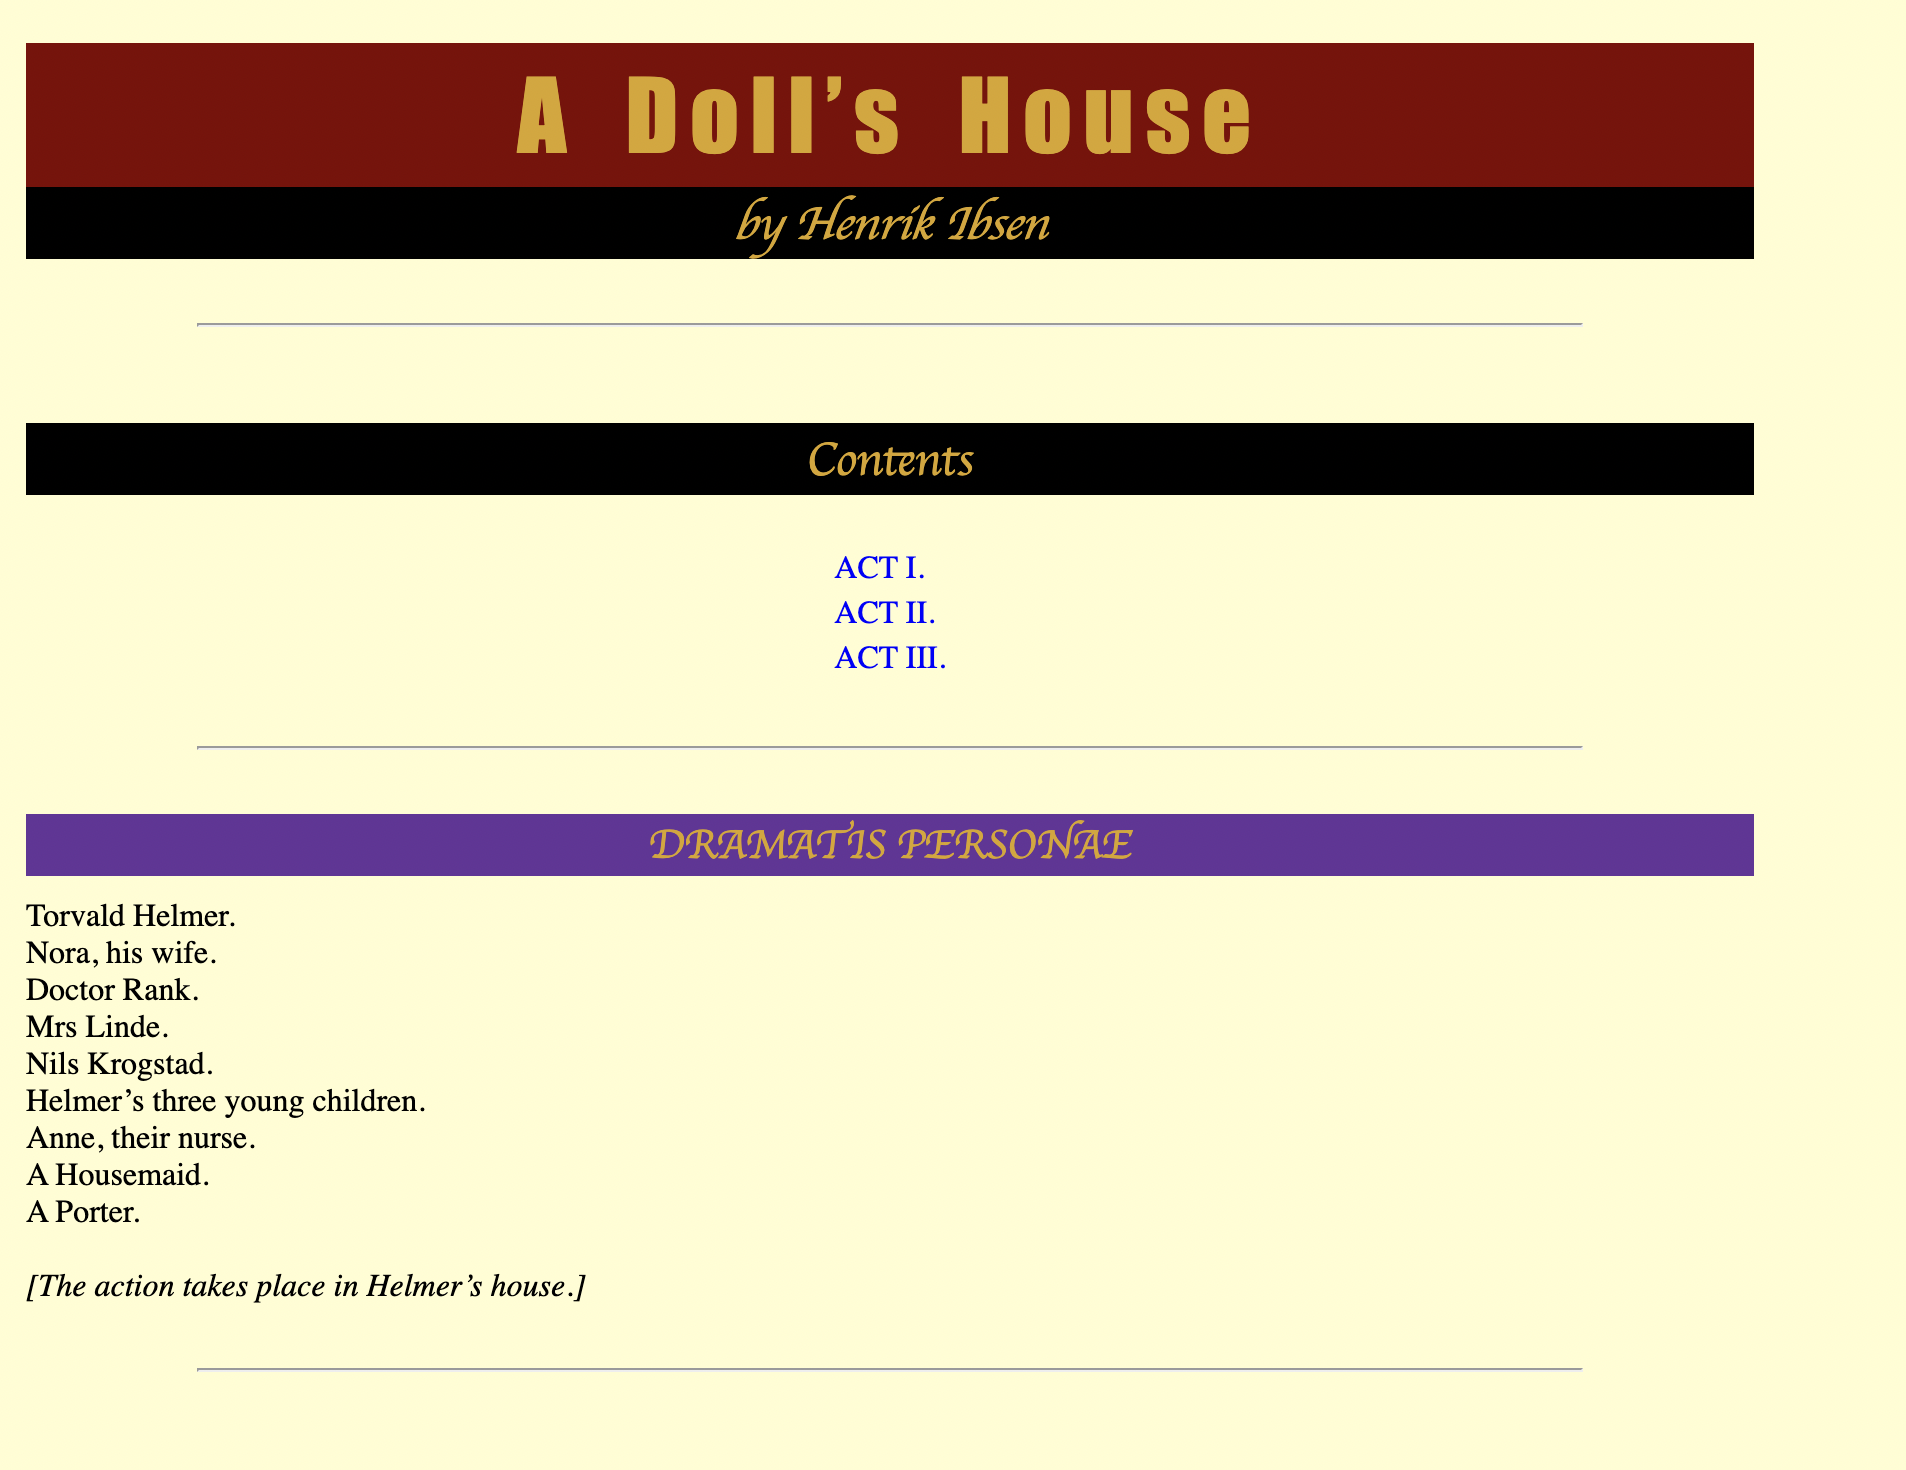 A Doll’s House
by Henrik Ibsen
Contents
ACT I.
ACT II.
ACT III.
DRAMATIS PERSONAE
Torvald Helmer.
Nora, his wife.
Doctor Rank.
Mrs Linde.
Nils Krogstad.
Helmer’s three young children.
Anne, their nurse.
A Housemaid.
A Porter.
[The action takes place in Helmer’s house.]